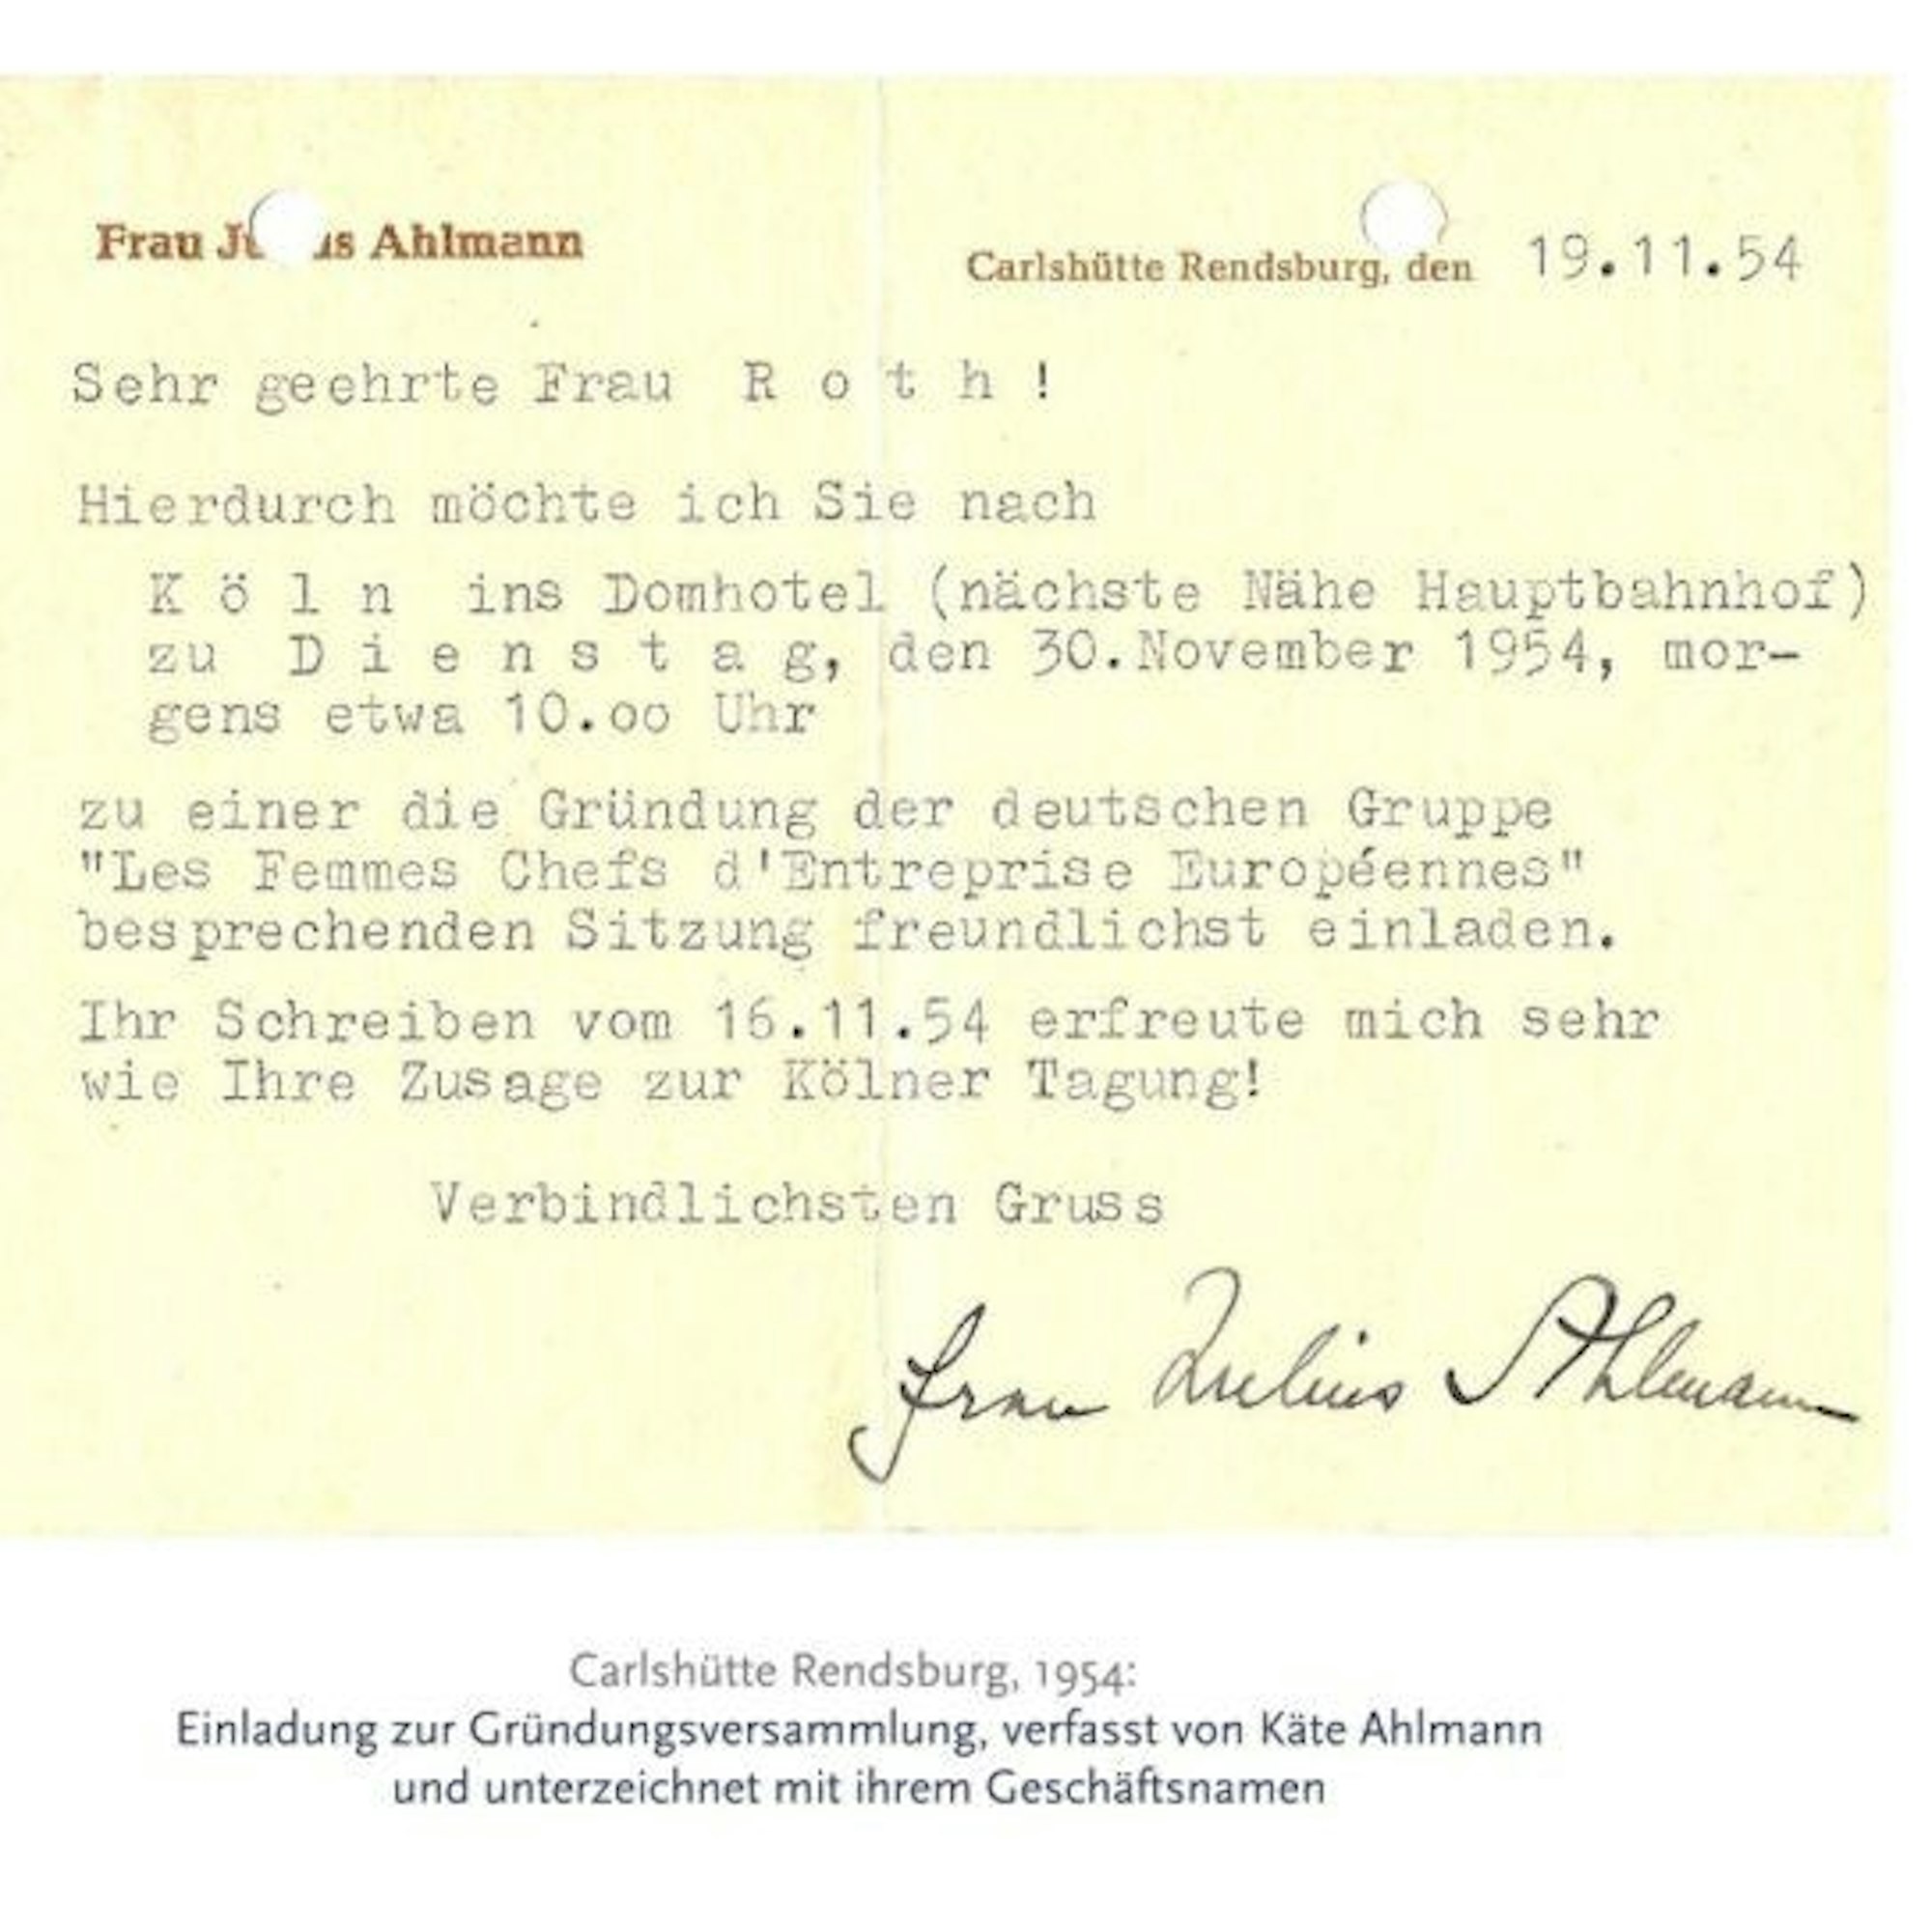 Frau Julius Ahlmann
Carlshütte Rendsburg, den 19.11.54
Sehr geehrte Frau R o t h !
Hierdurch möchte ich Sie nach
K ö l n ins Domhotel (nächste Nähe Hauptbahnhof)
zu D i e n s t a g, den 30.November 1954, mor-
gens etwa 10.oo Uhr
zu einer die Gründung der deutschen Gruppe
"Les Femmes Chefs d'Entreprise Européennes"
besprechenden Sitzung freundlichst einladen.
Ihr Schreiben vom 16.11.54 erfreute mich sehr
wie Ihre Zusage zur Kölner Tagung!
Verbindlichsten Gruss
Frau Julius Ahlmann
Carlshütte Rendsburg, 1954:
Einladung zur Gründungsversammlung, verfasst von Käte Ahlmann
und unterzeichnet mit ihrem Geschäftsnamen